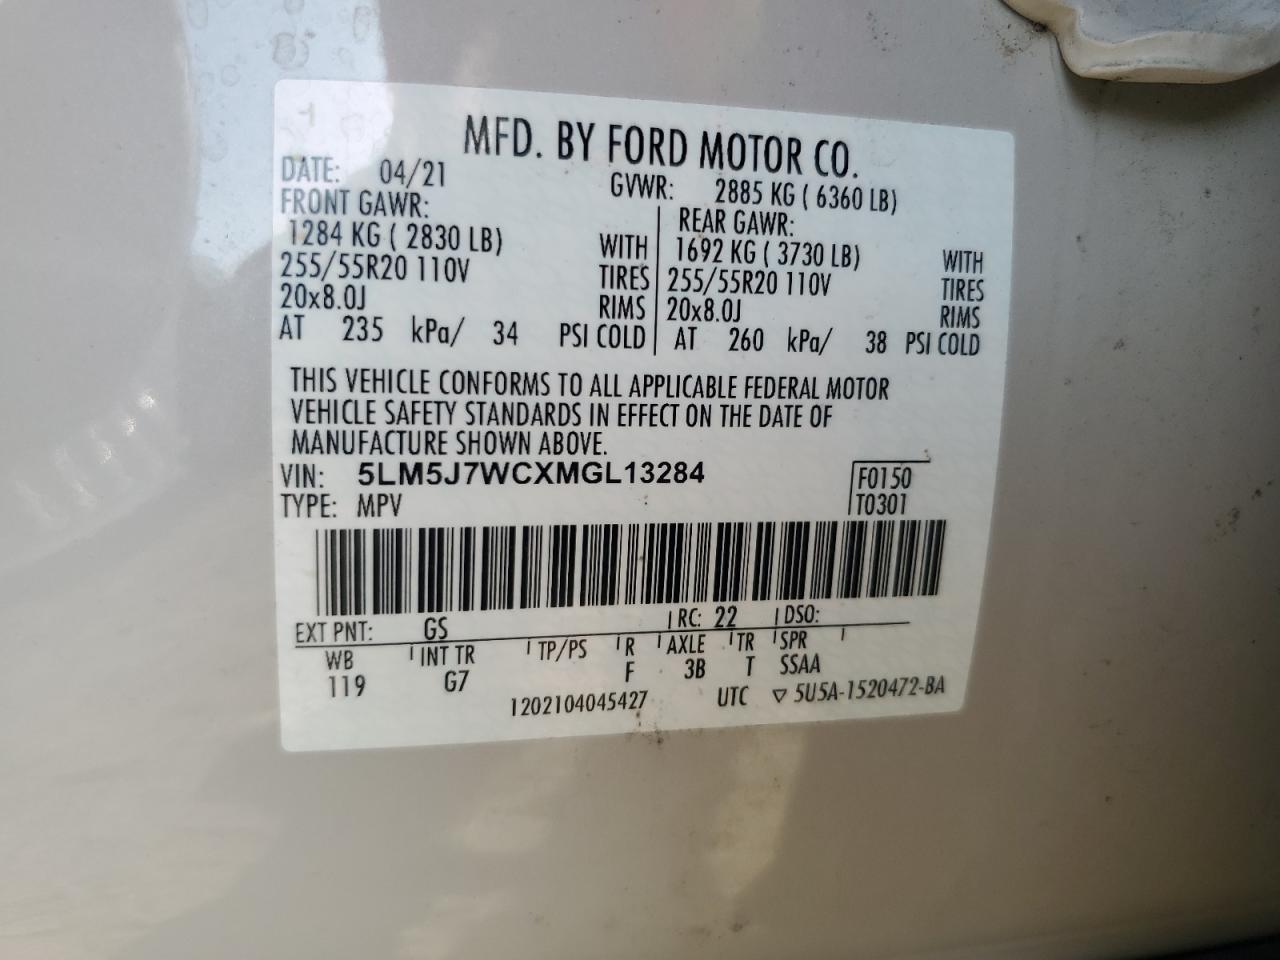 MFD. BY FORD MOTOR CO.
DATE: 04/21 GVWR: 2885 KG ( 6360 LB)
FRONT GAWR: REAR GAWR:
1284 KG ( 2830 LB) WITH 1692 KG ( 3730 LB) WITH
255/55R20 110V TIRES 255/55R20 110V TIRES
20x8.0J RIMS 20x8.0J RIMS
AT 235 kPa/ 34 PSI COLD AT 260 kPa/ 38 PSI COLD
THIS VEHICLE CONFORMS TO ALL APPLICABLE FEDERAL MOTOR
VEHICLE SAFETY STANDARDS IN EFFECT ON THE DATE OF
MANUFACTURE SHOWN ABOVE.
VIN: 5LM5J7WCXMGL13284 F0150
TYPE: MPV T0301
EXT PNT: GS RC: 22 DSO:
WB INT TR TP/PS R AXLE TR SPR
119 G7 F 3B T SSAA
1202104045427 UTC ▽ 5U5A-1520472-BA